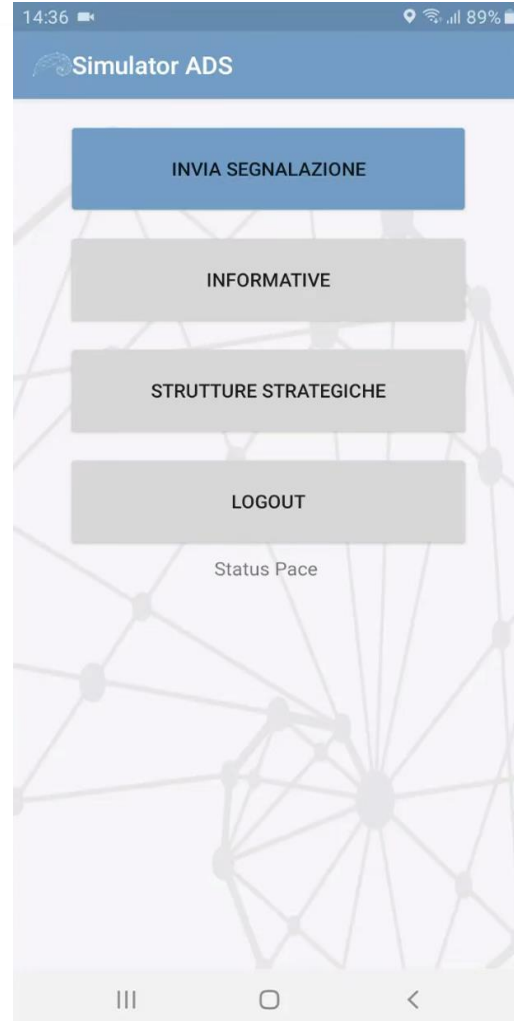 14:36 89%
Simulator ADS
INVIA SEGNALAZIONE
INFORMATIVE
STRUTTURE STRATEGICHE
LOGOUT
Status Pace